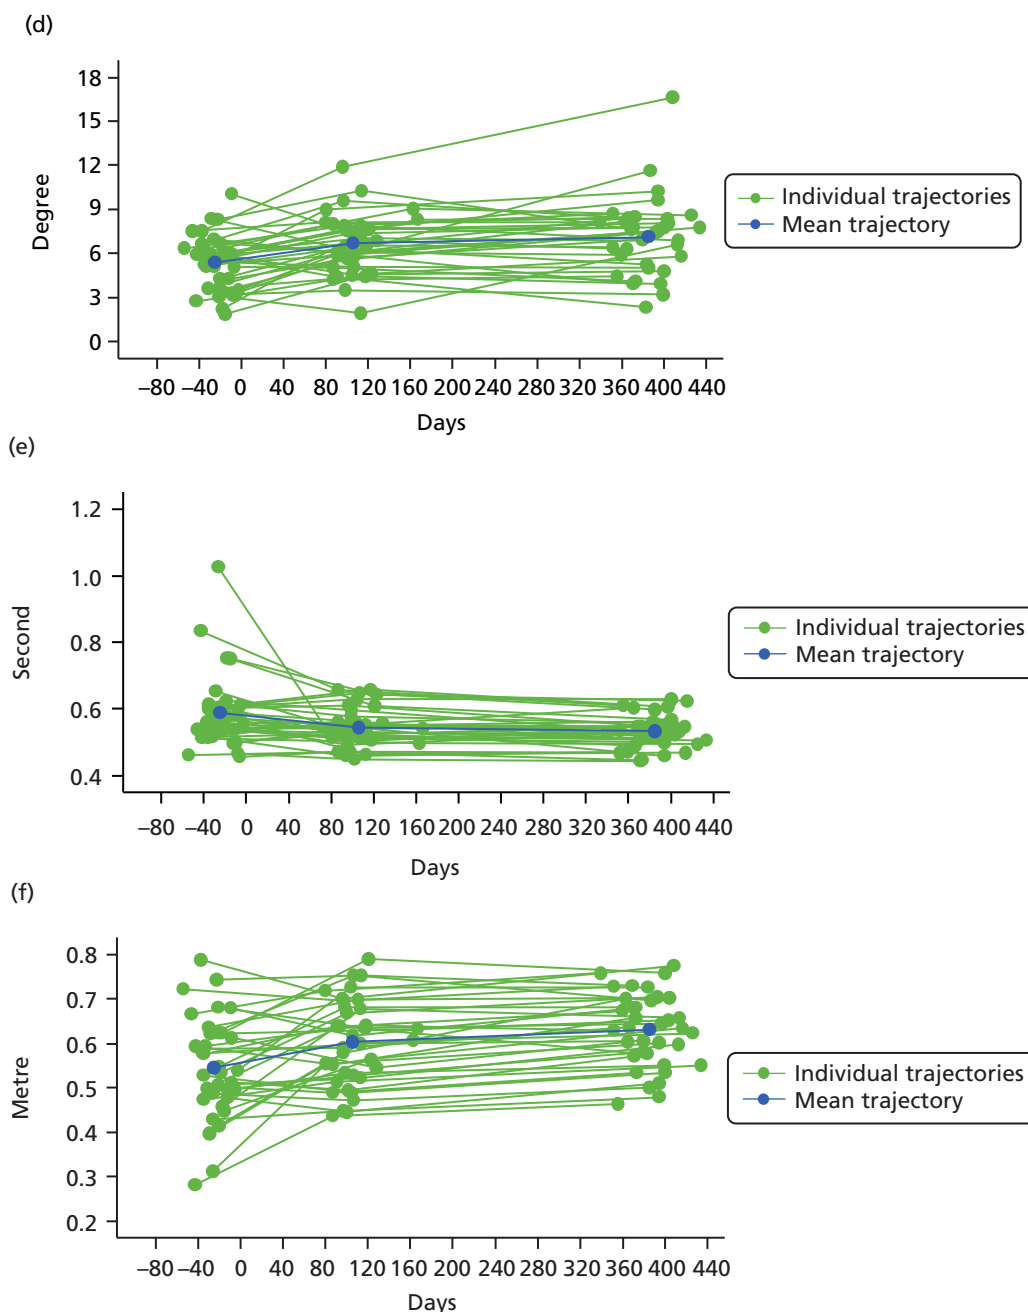 (d)
18
15
12
9
6
3
0
Degree
–80 –40 0 40 80 120 160 200 240 280 320 360 400 440
Days
Individual trajectories
Mean trajectory
(e)
1.2
1.0
0.8
0.6
0.4
Second
–80 –40 0 40 80 120 160 200 240 280 320 360 400 440
Days
Individual trajectories
Mean trajectory
(f)
0.8
0.7
0.6
0.5
0.4
0.3
0.2
Metre
–80 –40 0 40 80 120 160 200 240 280 320 360 400 440
Days
Individual trajectories
Mean trajectory